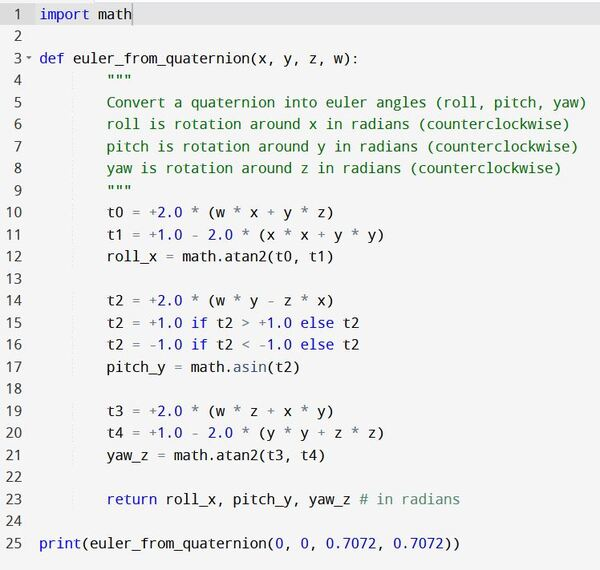 1 import math
2
3 def euler_from_quaternion(x, y, z, w):
4 """
5 Convert a quaternion into euler angles (roll, pitch, yaw)
6 roll is rotation around x in radians (counterclockwise)
7 pitch is rotation around y in radians (counterclockwise)
8 yaw is rotation around z in radians (counterclockwise)
9 """
10 t0 = +2.0 * (w * x + y * z)
11 t1 = +1.0 - 2.0 * (x * x + y * y)
12 roll_x = math.atan2(t0, t1)
13
14 t2 = +2.0 * (w * y - z * x)
15 t2 = +1.0 if t2 > +1.0 else t2
16 t2 = -1.0 if t2 < -1.0 else t2
17 pitch_y = math.asin(t2)
18
19 t3 = +2.0 * (w * z + x * y)
20 t4 = +1.0 - 2.0 * (y * y + z * z)
21 yaw_z = math.atan2(t3, t4)
22
23 return roll_x, pitch_y, yaw_z # in radians
24
25 print(euler_from_quaternion(0, 0, 0.7072, 0.7072))